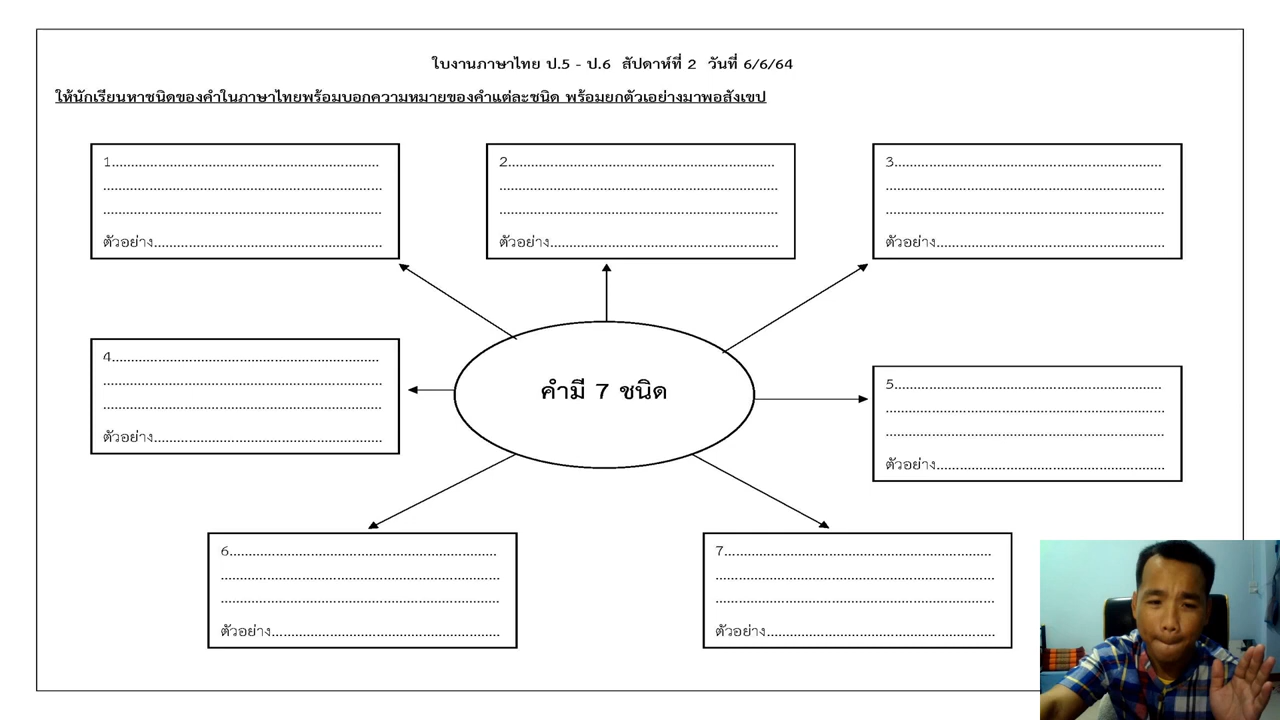 ใบงานภาษาไทย ป.5 - ป.6 สัปดาห์ที่ 2 วันที่ 6/6/64
ให้นักเรียนหาชนิดของคำในภาษาไทยพร้อมบอกความหมายของคำแต่ละชนิด พร้อมยกตัวเอย่างมาพอสังเขป
1
ตัวอย่าง
2
ตัวอย่าง
3
ตัวอย่าง
4
ตัวอย่าง
คำมี 7 ชนิด
5
ตัวอย่าง
6
ตัวอย่าง
7
ตัวอย่าง